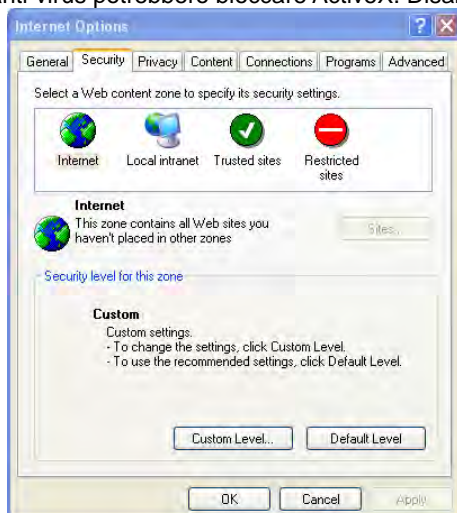 anti-virus potrebbero bloccare ActiveX. Disa
Internet Options
General Security Privacy Content Connections Programs Advanced
Select a Web content zone to specify its security settings.
Internet Local intranet Trusted sites Restricted
sites
Internet
This zone contains all Web sites you
haven't placed in other zones
Sites...
Security level for this zone
Custom
Custom settings.
- To change the settings, click Custom Level.
- To use the recommended settings, click Default Level.
Custom Level... Default Level
OK Cancel Apply